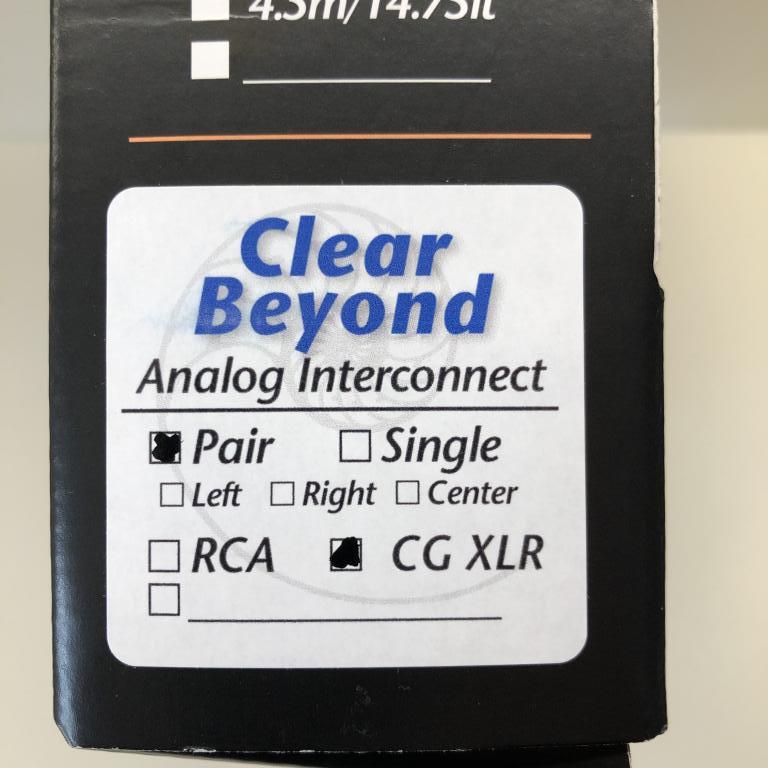 4.5m/14.75ft
Clear
Beyond
Analog Interconnect
Pair Single
Left Right Center
RCA CG XLR